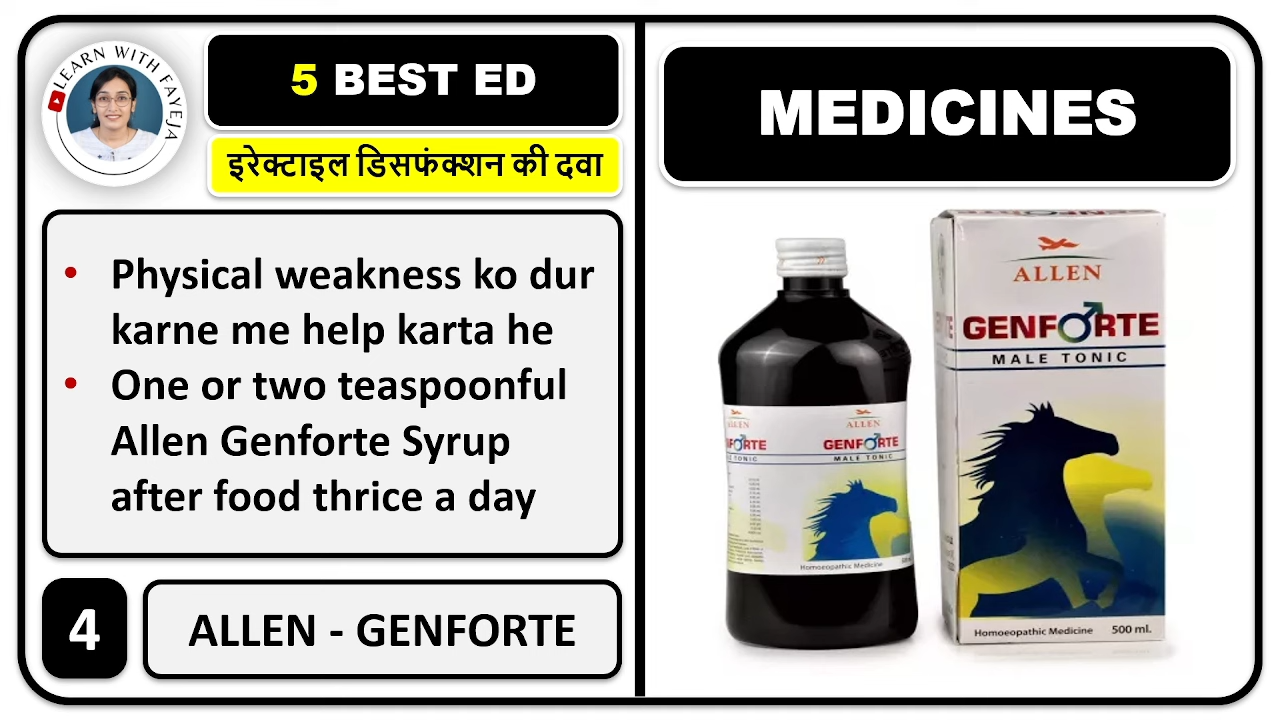 LEARN WITH FAYEJA
5 BEST ED
इरेक्टाइल डिसफंक्शन की दवा
• Physical weakness ko dur
karne me help karta he
• One or two teaspoonful
Allen Genforte Syrup
after food thrice a day
4
ALLEN - GENFORTE
MEDICINES
ALLEN
GENFORTE
MALE TONIC
Homoeopathic Medicine
ALLEN
GENFORTE
MALE TONIC
Homoeopathic Medicine 500 ml.